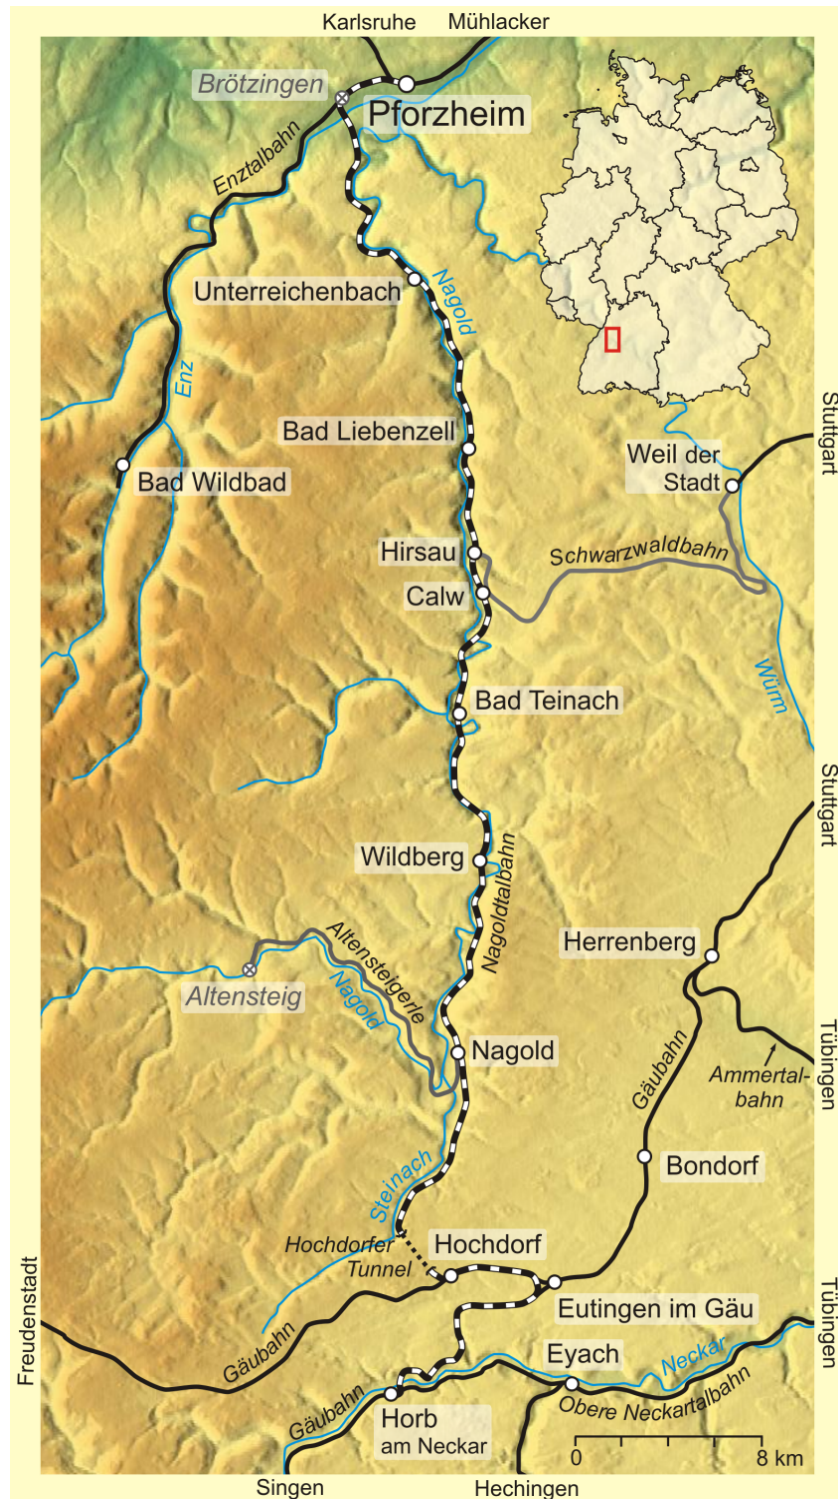 Karlsruhe
Mühlacker
Brötzingen
Pforzheim
Enztalbahn
Unterreichenbach
Nagold
Enz
Bad Liebenzell
Stuttgart
Weil der
Stadt
Bad Wildbad
Hirsau
Schwarzwaldbahn
Calw
Würm
Bad Teinach
Stuttgart
Wildberg
Nagoldtalbahn
Altensteigerle
Herrenberg
Altensteig
Nagold
Nagold
Gäubahn
Ammertal-
bahn
Tübingen
Bondorf
Steinach
Hochdorfer
Tunnel
Hochdorf
Eutingen im Gäu
Freudenstadt
Tübingen
Gäubahn
Eyach
Neckar
Gäubahn
Horb
am Neckar
Obere Neckartalbahn
0 8 km
Singen
Hechingen